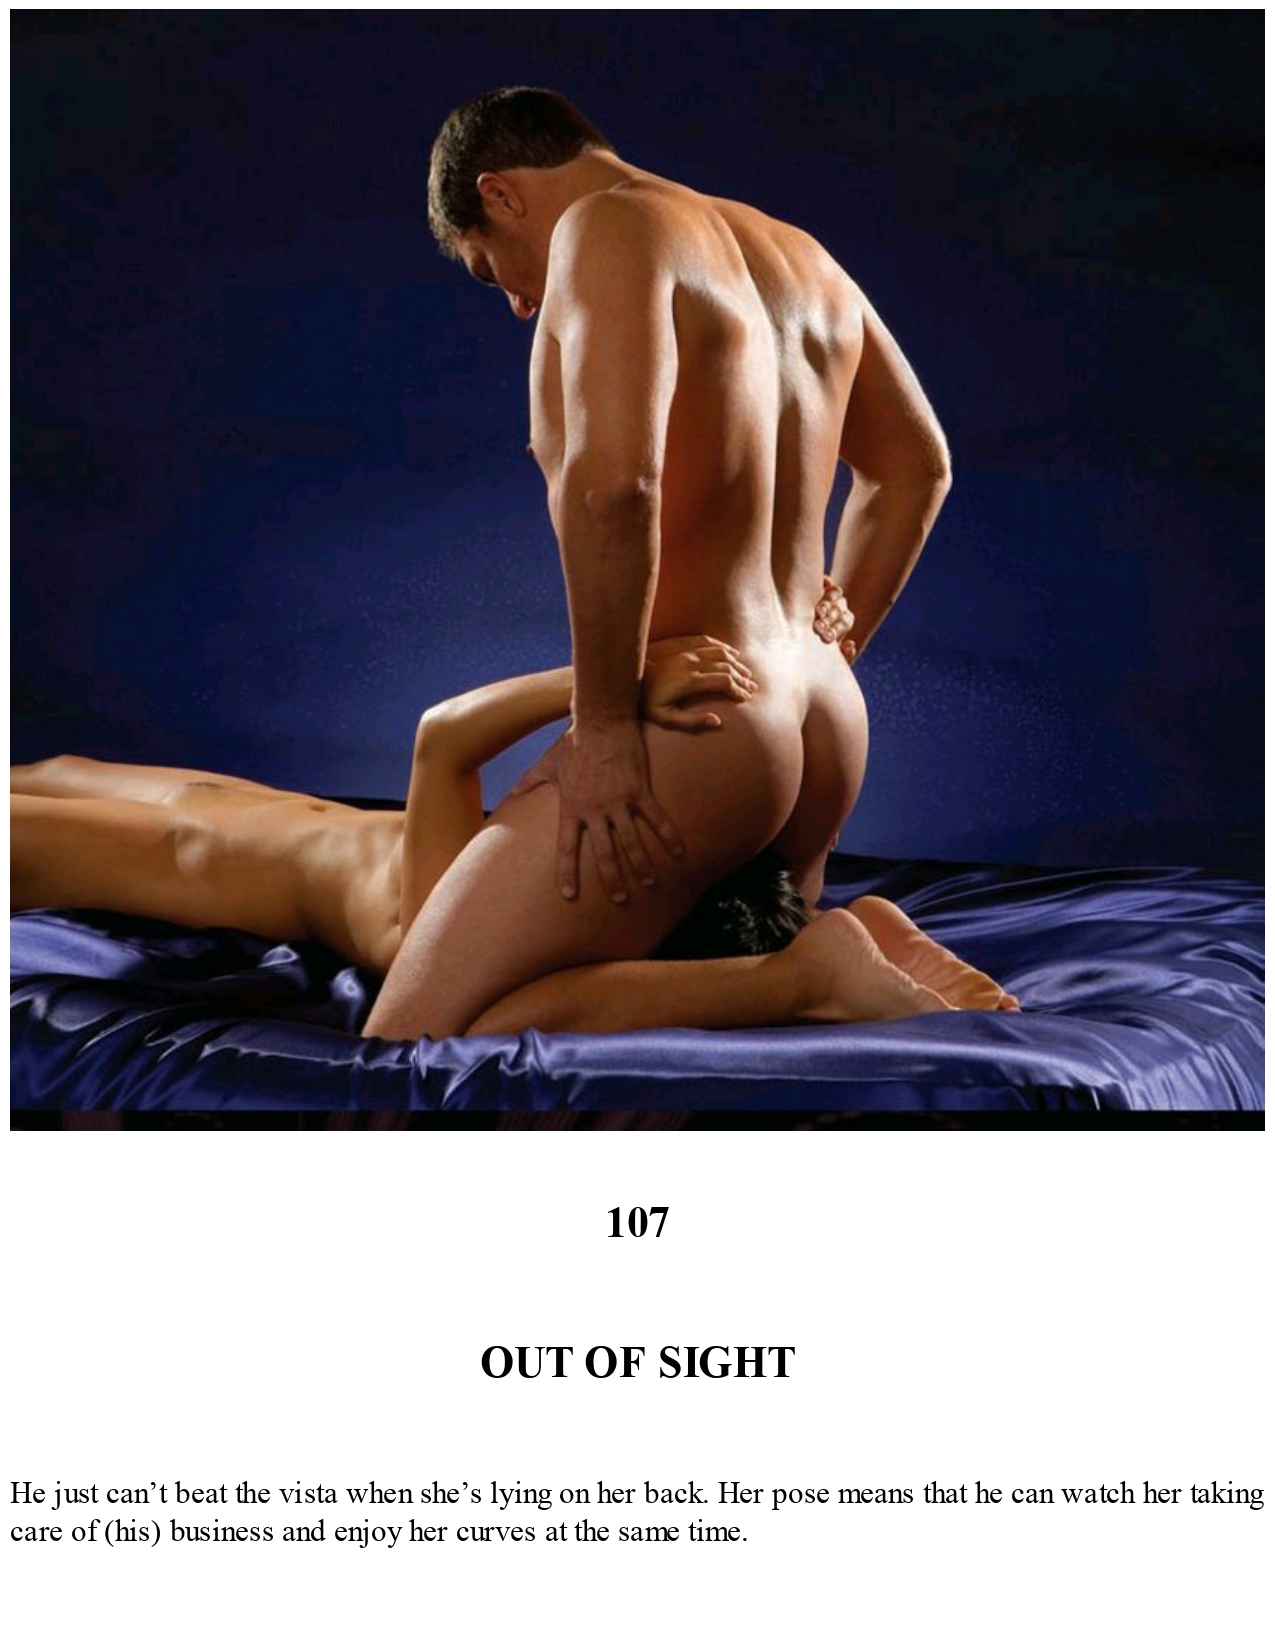 107
OUT OF SIGHT
He just can’t beat the vista when she’s lying on her back. Her pose means that he can watch her taking
care of (his) business and enjoy her curves at the same time.